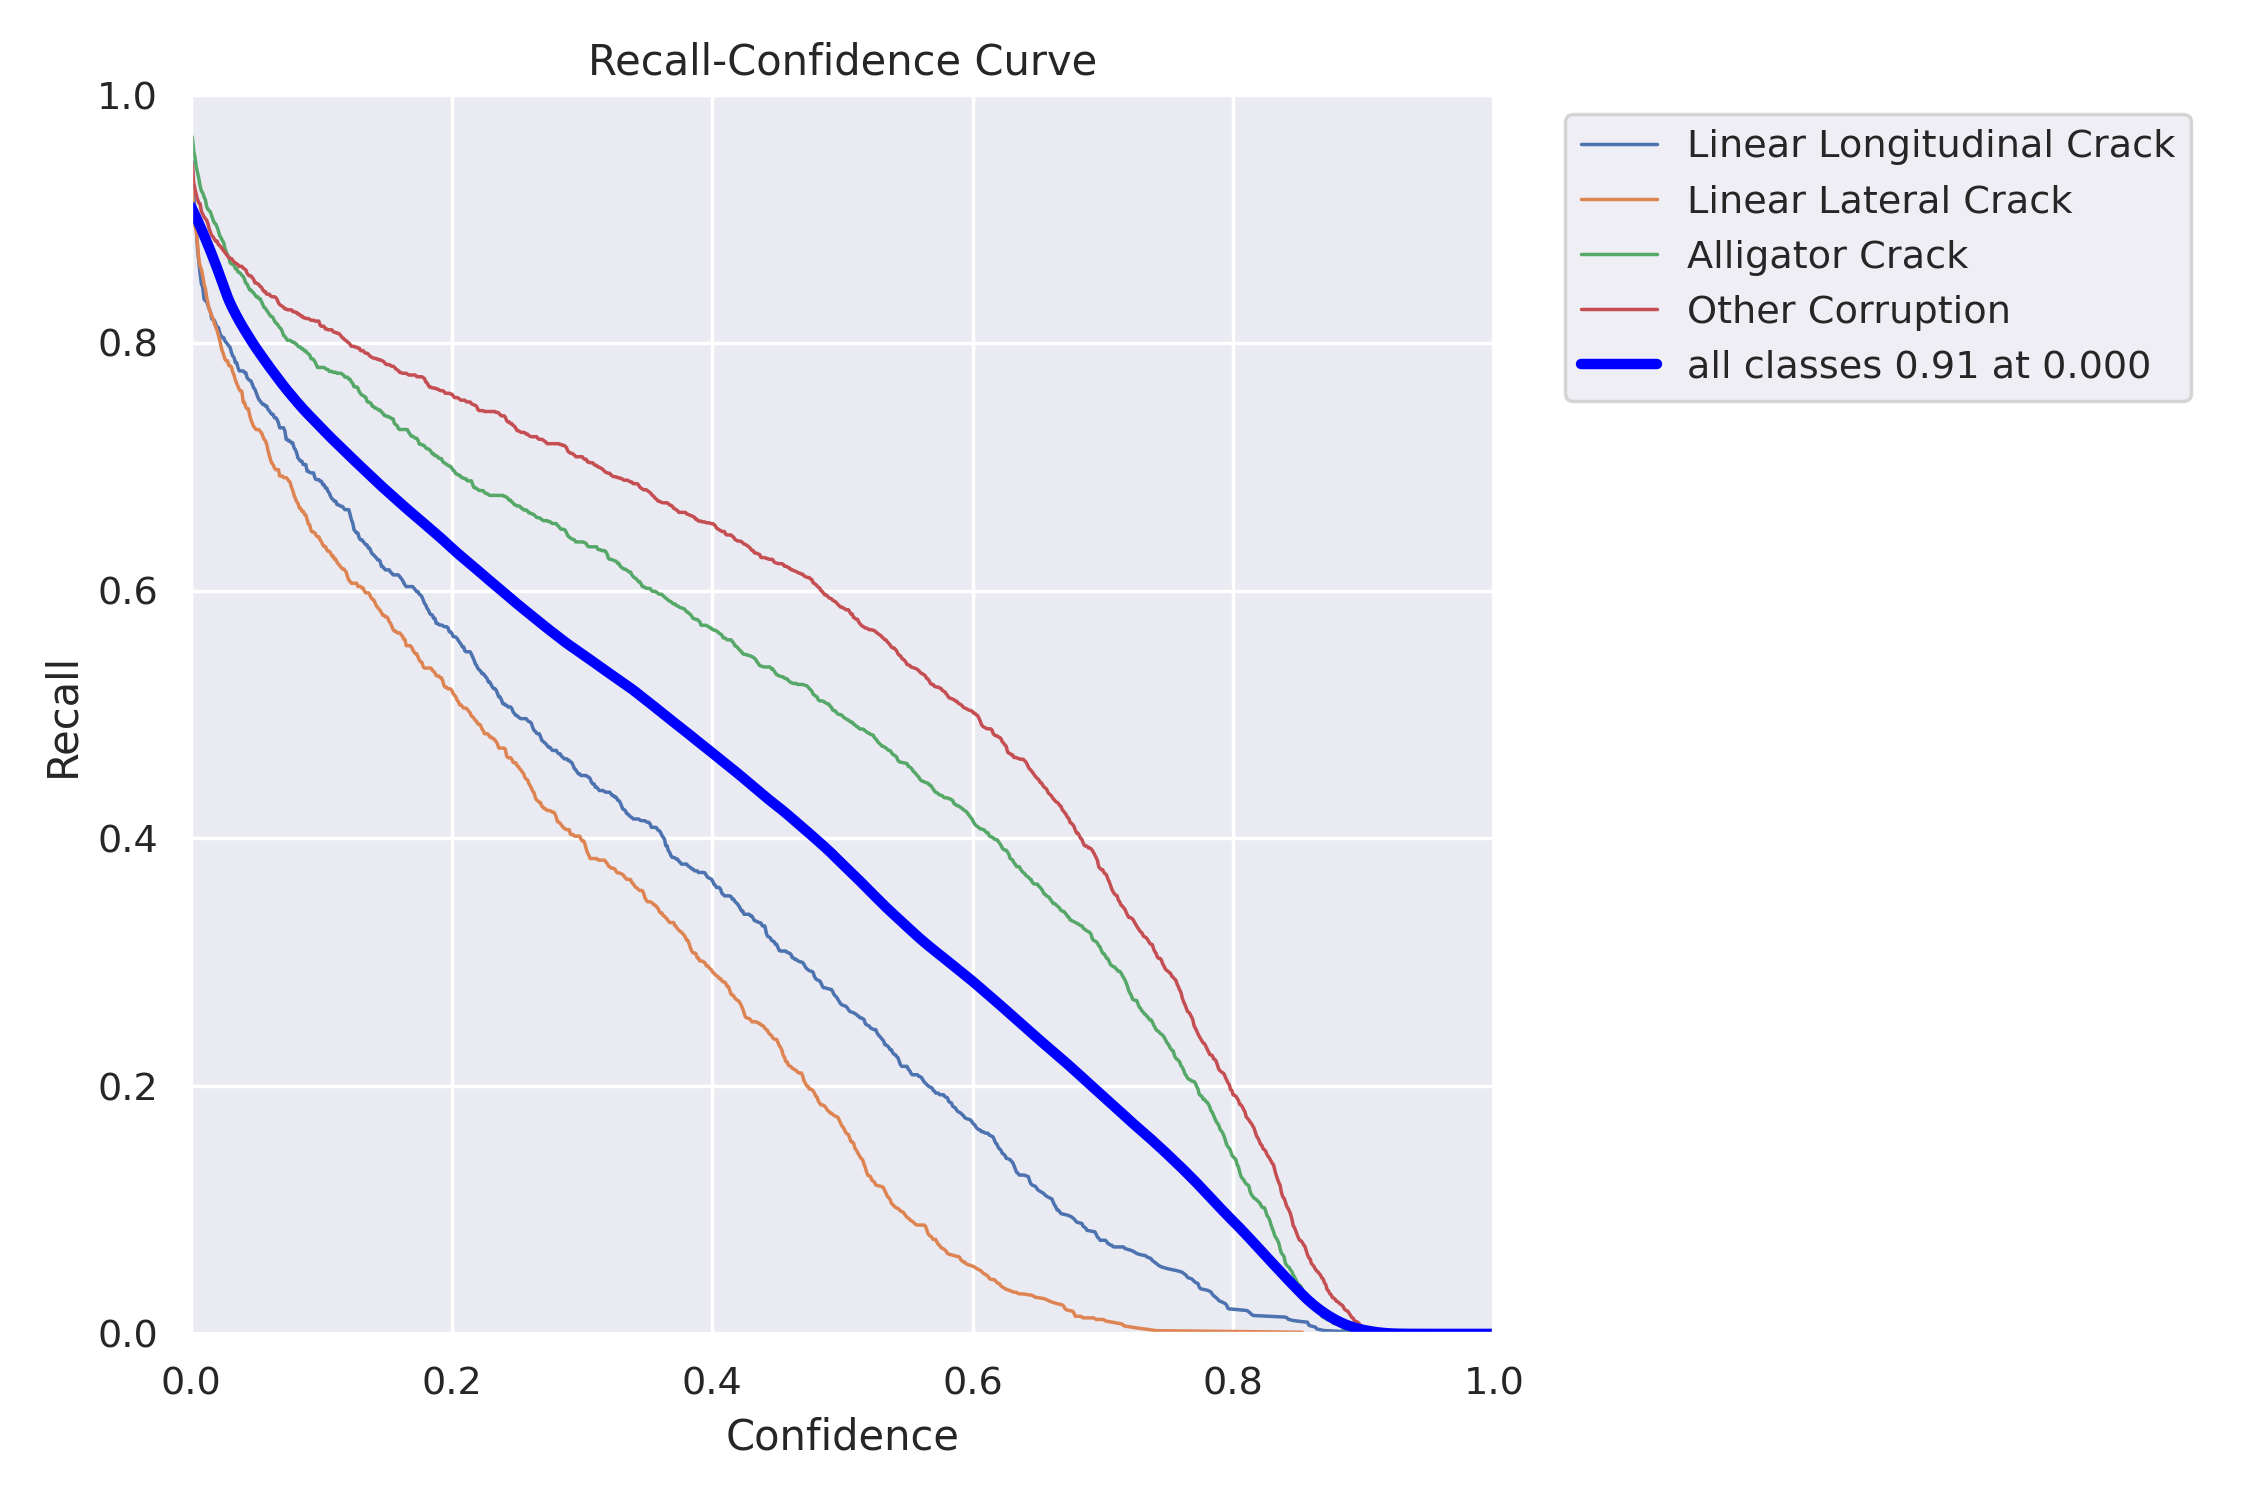 Recall-Confidence Curve
1.0
0.8
0.6
0.4
0.2
0.0
Recall
0.0 0.2 0.4 0.6 0.8 1.0
Confidence
Linear Longitudinal Crack
Linear Lateral Crack
Alligator Crack
Other Corruption
all classes 0.91 at 0.000